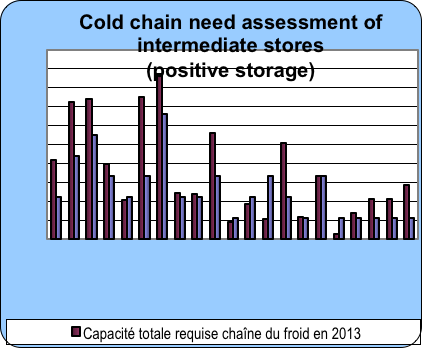 Cold chain need assessment of
intermediate stores
(positive storage)
Capacité totale requise chaîne du froid en 2013